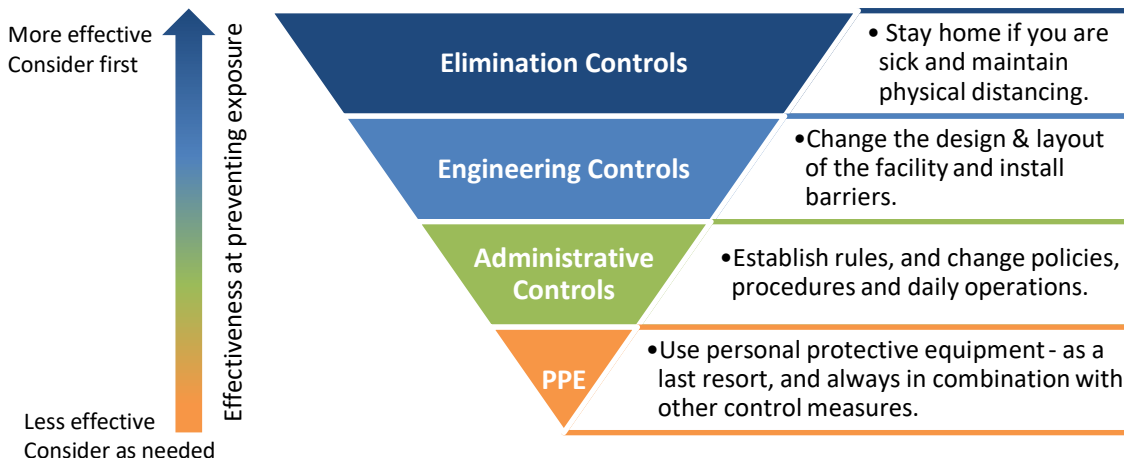 More effective
Consider first
Effectiveness at preventing exposure
Less effective
Consider as needed
Elimination Controls
• Stay home if you are
sick and maintain
physical distancing.
Engineering Controls
•Change the design & layout
of the facility and install
barriers.
Administrative
Controls
•Establish rules, and change policies,
procedures and daily operations.
PPE
•Use personal protective equipment - as a
last resort, and always in combination with
other control measures.